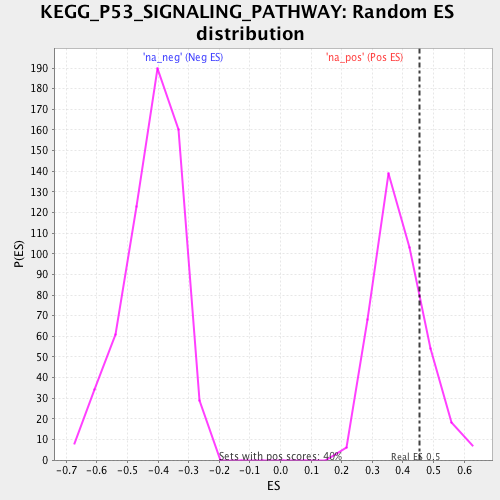 KEGG_P53_SIGNALING_PATHWAY: Random ES
distribution
'na_neg' (Neg ES)
'na_pos' (Pos ES)
190
180
170
160
150
140
130
120
110
100
90
80
70
60
50
40
30
20
10
0
P(ES)
Sets with pos scores: 40%
Real ES 0,5
-0.7 -0.6 -0.5 -0.4 -0.3 -0.2 -0.1 0.0 0.1 0.2 0.3 0.4 0.5 0.6
ES